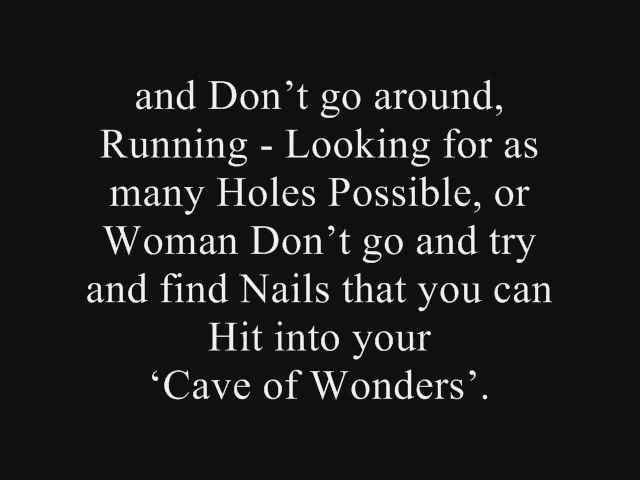 and Don’t go around,
Running - Looking for as
many Holes Possible, or
Woman Don’t go and try
and find Nails that you can
Hit into your
‘Cave of Wonders’.